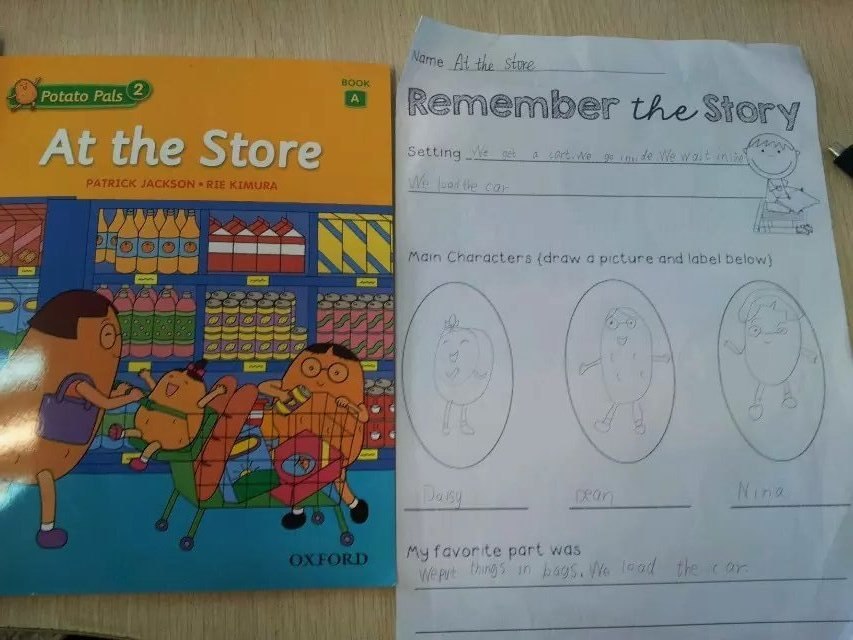 Potato Pals 2
BOOK
A
At the Store
PATRICK JACKSON • RIE KIMURA
OXFORD
Name At the Store
Remember the Story
Setting We get a cart. We go inside We wait inline
We load the car
Main Characters {draw a picture and label below}
Daisy Dean Nina
My favorite part was
Weput things in bags. We load the car.